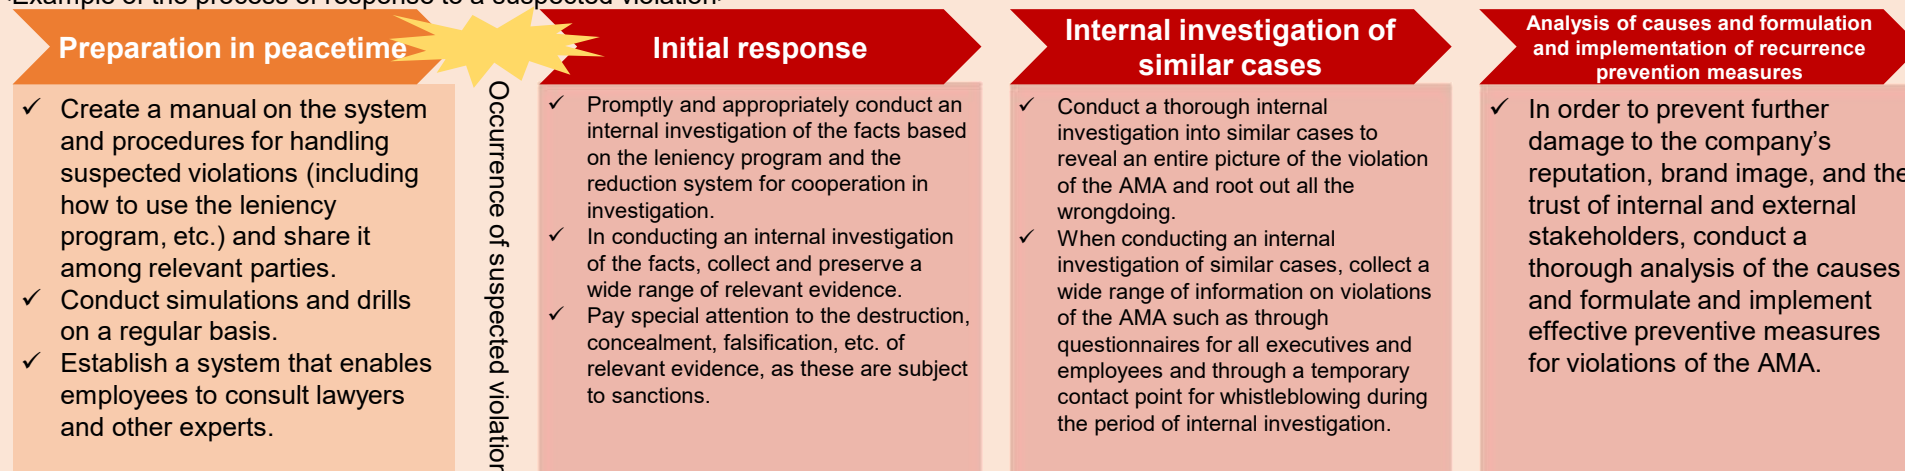 Example of the process of response to a suspected violation
Preparation in peacetime
✓ Create a manual on the system
and procedures for handling
suspected violations (including
how to use the leniency
program, etc.) and share it
among relevant parties.
✓ Conduct simulations and drills
on a regular basis.
✓ Establish a system that enables
employees to consult lawyers
and other experts.
Occurrence of suspected violation
Initial response
✓ Promptly and appropriately conduct an
internal investigation of the facts based
on the leniency program and the
reduction system for cooperation in
investigation.
✓ In conducting an internal investigation
of the facts, collect and preserve a
wide range of relevant evidence.
✓ Pay special attention to the destruction,
concealment, falsification, etc. of
relevant evidence, as these are subject
to sanctions.
Internal investigation of
similar cases
✓ Conduct a thorough internal
investigation into similar cases to
reveal an entire picture of the violation
of the AMA and root out all the
wrongdoing.
✓ When conducting an internal
investigation of similar cases, collect a
wide range of information on violations
of the AMA such as through
questionnaires for all executives and
employees and through a temporary
contact point for whistleblowing during
the period of internal investigation.
Analysis of causes and formulation
and implementation of recurrence
prevention measures
✓ In order to prevent further
damage to the company’s
reputation, brand image, and the
trust of internal and external
stakeholders, conduct a
thorough analysis of the causes
and formulate and implement
effective preventive measures
for violations of the AMA.